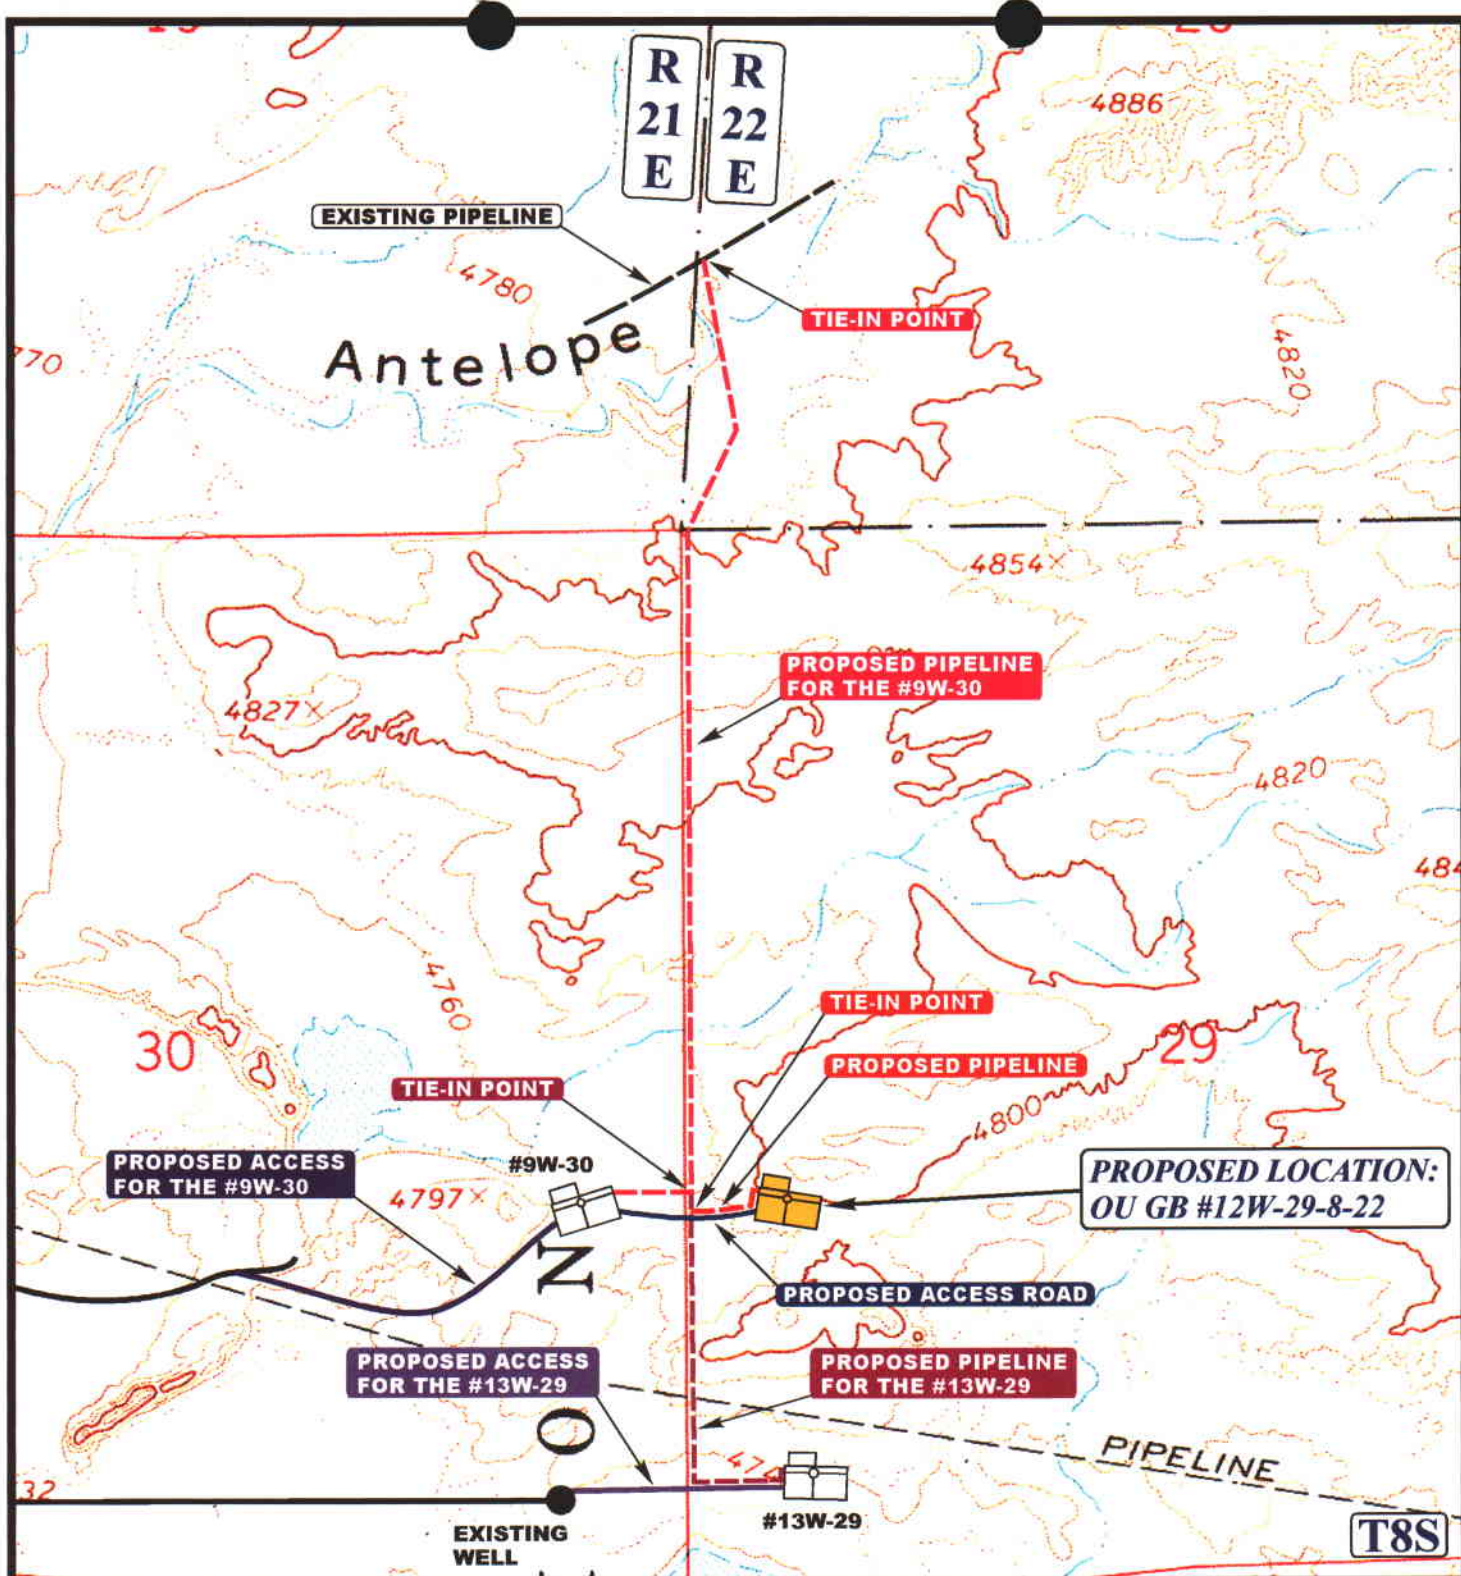 R
21
E
R
22
E
4886
EXISTING PIPELINE
4780
TIE-IN POINT
Antelope
4820
4854×
PROPOSED PIPELINE
FOR THE #9W-30
4827×
4820
4760
TIE-IN POINT
30
29
PROPOSED PIPELINE
TIE-IN POINT
4800
PROPOSED ACCESS
FOR THE #9W-30
#9W-30
4797×
PROPOSED LOCATION:
OU GB #12W-29-8-22
N
PROPOSED ACCESS ROAD
PROPOSED ACCESS
FOR THE #13W-29
PROPOSED PIPELINE
FOR THE #13W-29
O
PIPELINE
#13W-29
EXISTING
WELL
T8S